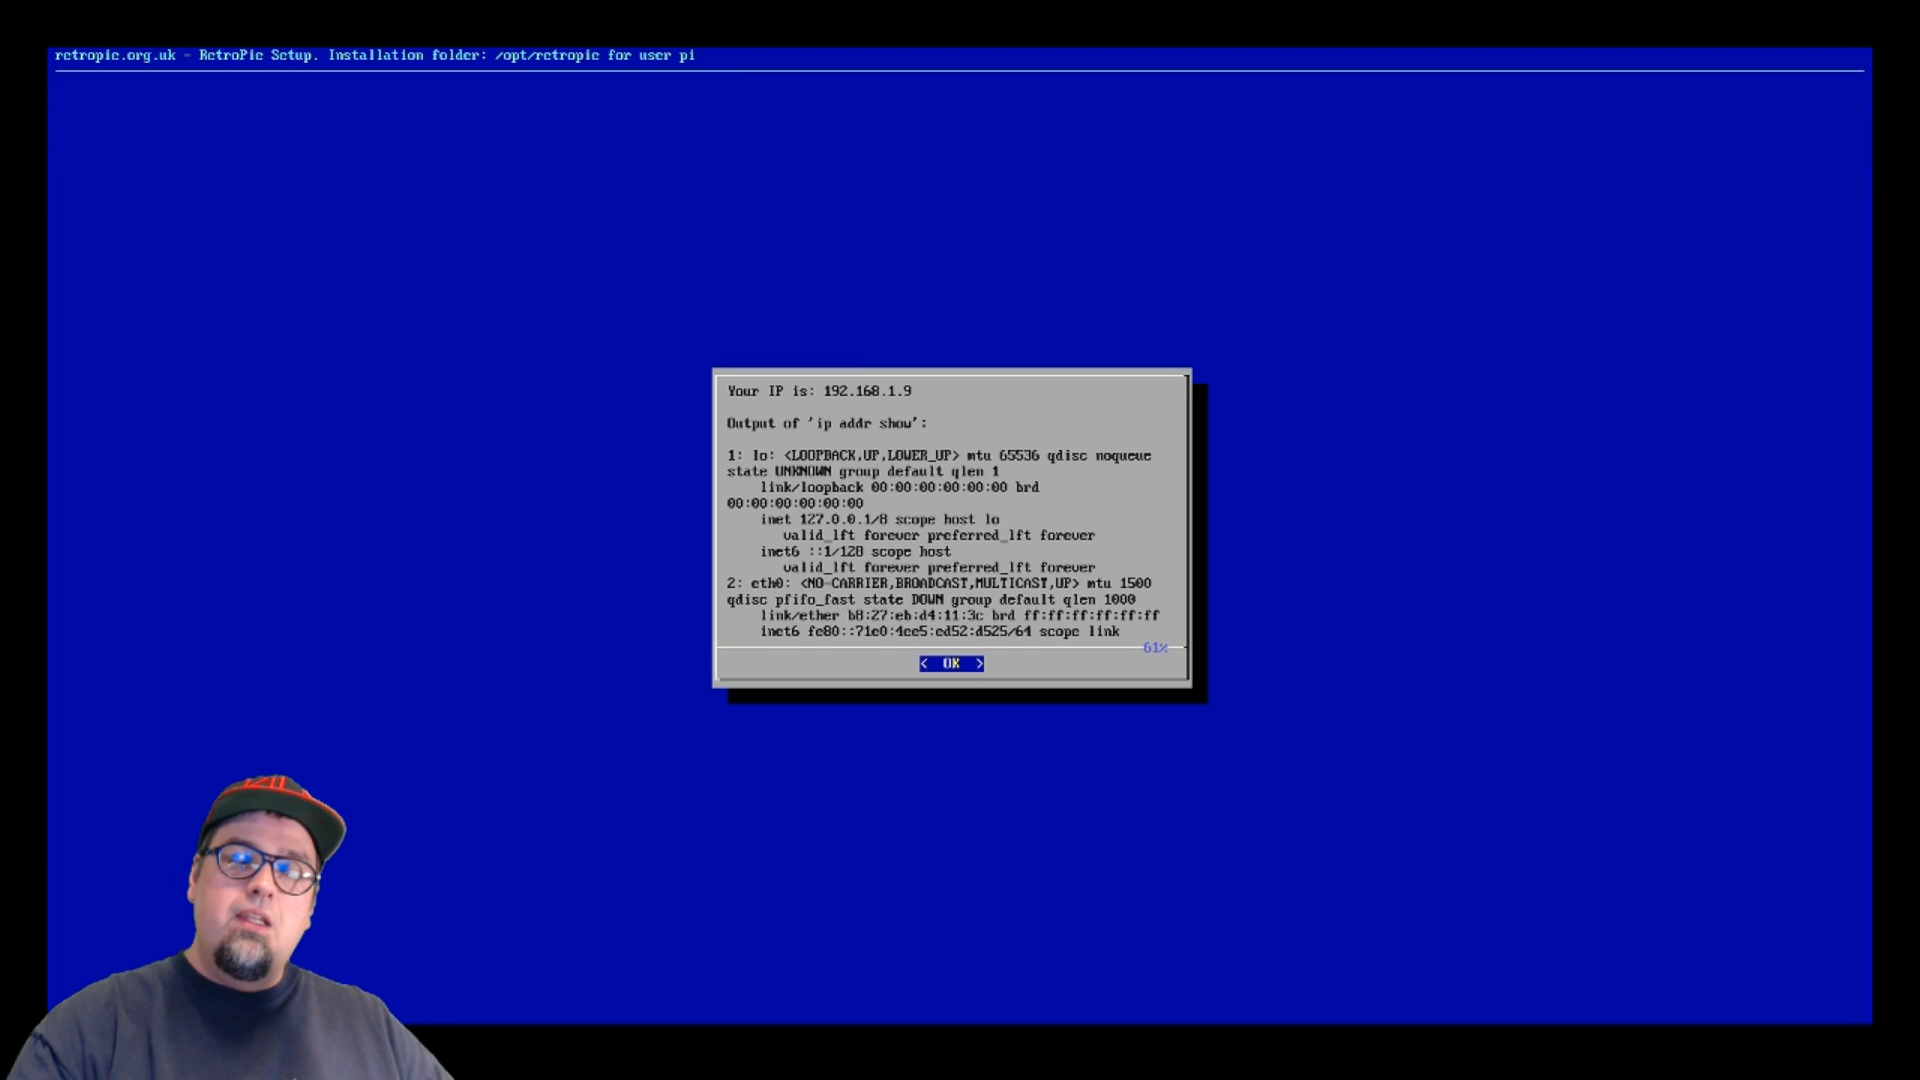 retropie.org.uk - RetroPie Setup. Installation folder: /opt/retropie for user pi
Your IP is: 192.168.1.9
Output of 'ip addr show':
1: lo: <LOOPBACK,UP,LOWER_UP> mtu 65536 qdisc noqueue
state UNKNOWN group default qlen 1
link/loopback 00:00:00:00:00:00 brd
00:00:00:00:00:00
inet 127.0.0.1/8 scope host lo
valid_lft forever preferred_lft forever
inet6 ::1/128 scope host
valid_lft forever preferred_lft forever
2: eth0: <NO-CARRIER,BROADCAST,MULTICAST,UP> mtu 1500
qdisc pfifo_fast state DOWN group default qlen 1000
link/ether b8:27:eb:d4:11:3c brd ff:ff:ff:ff:ff:ff
inet6 fe80::71e0:4ee5:ed52:d525/64 scope link
61%
< OK >